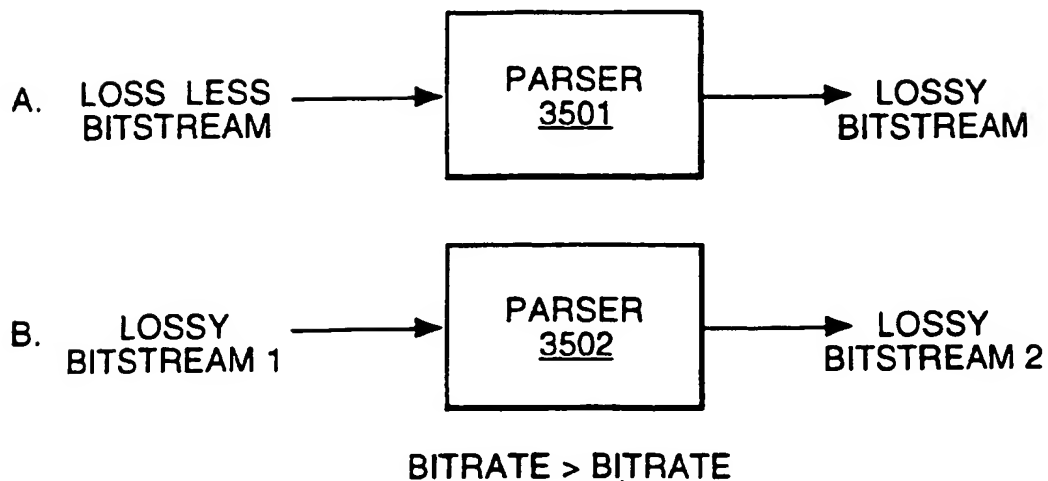 A. LOSS LESS BITSTREAM
PARSER
3501
LOSSY
BITSTREAM
B. LOSSY
BITSTREAM 1
PARSER
3502
LOSSY
BITSTREAM 2
BITRATE > BITRATE